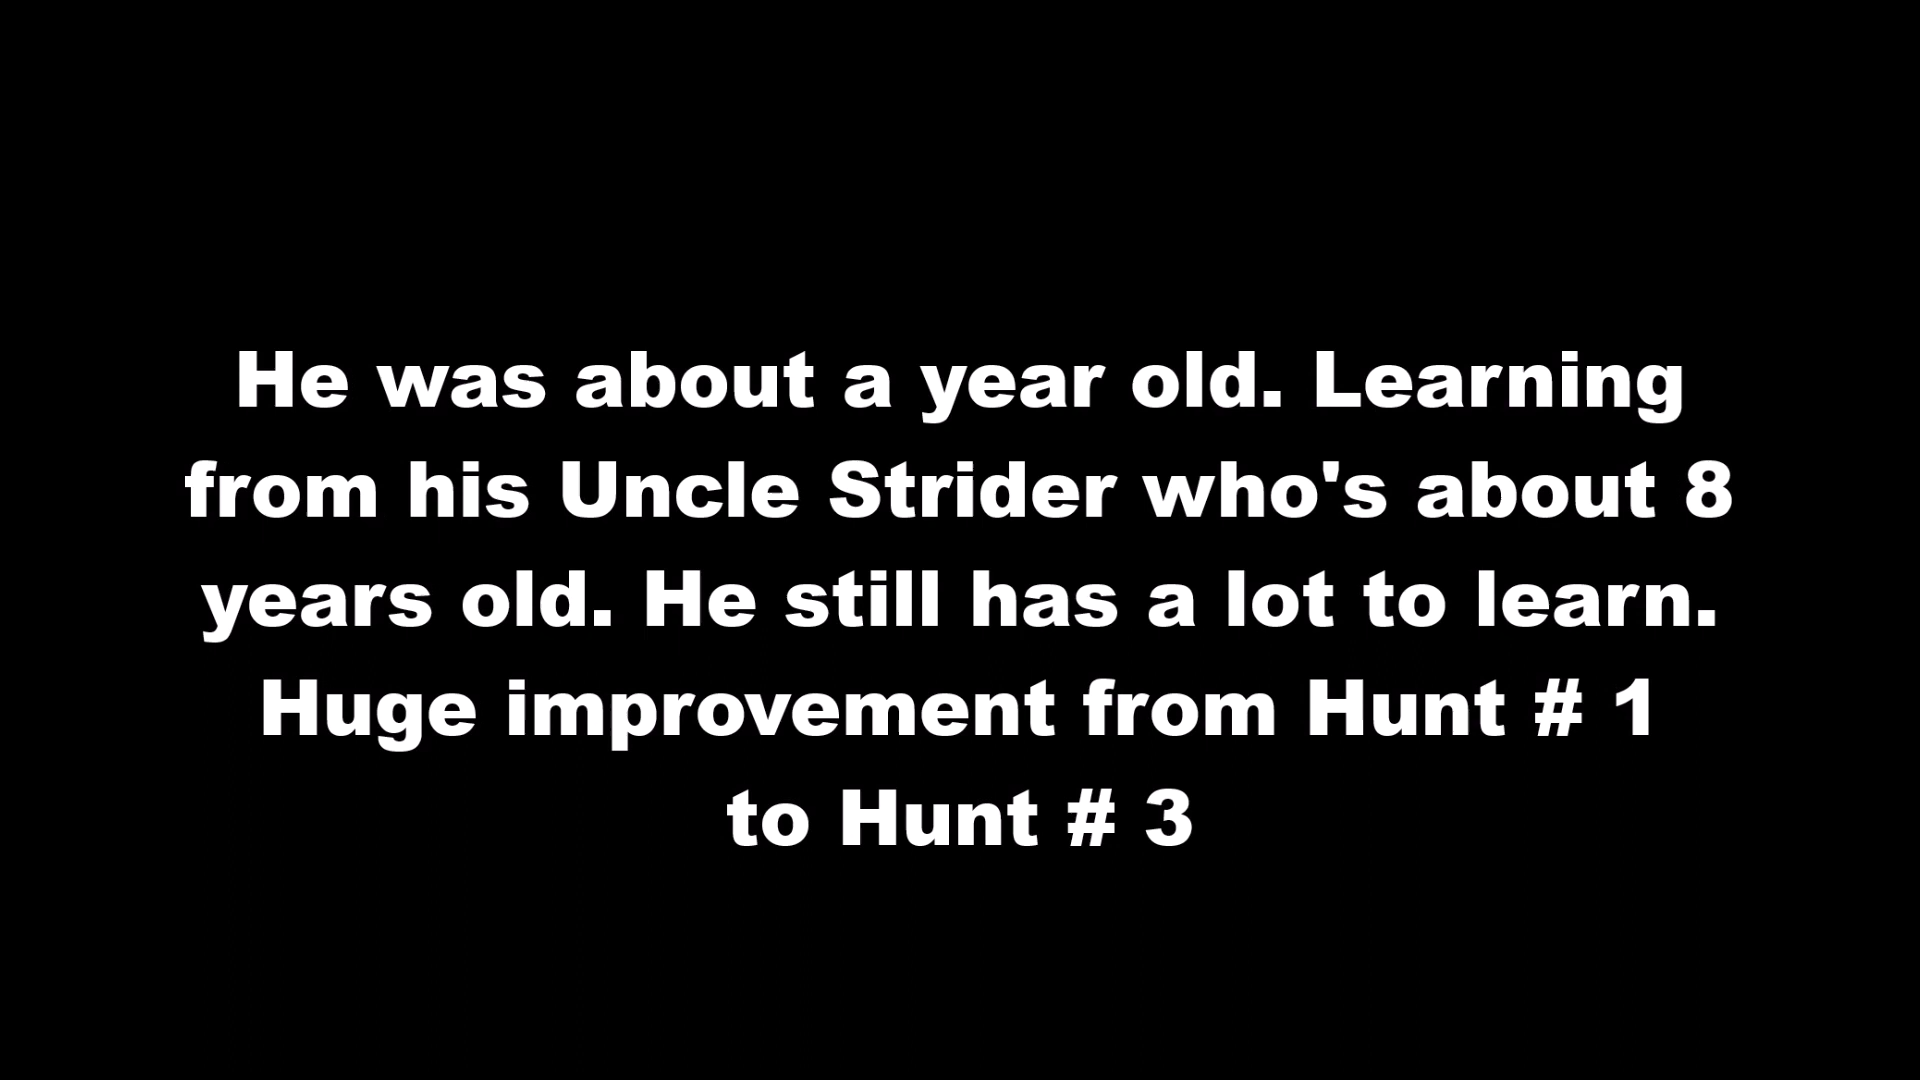 He was about a year old. Learning
from his Uncle Strider who's about 8
years old. He still has a lot to learn.
Huge improvement from Hunt # 1
to Hunt # 3